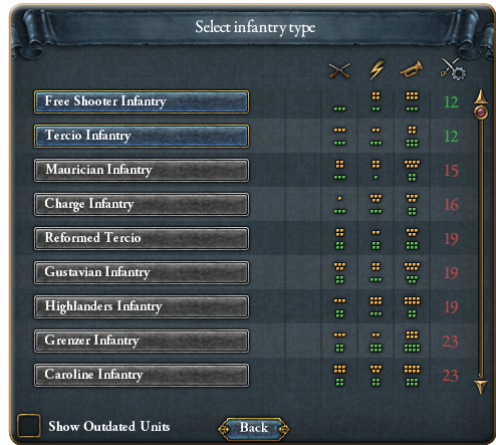 Select infantry type
Free Shooter Infantry 12
Tercio Infantry 12
Maurician Infantry 15
Charge Infantry 16
Reformed Tercio 19
Gustavian Infantry 19
Highlanders Infantry 19
Grenzer Infantry 23
Caroline Infantry 23
Show Outdated Units Back